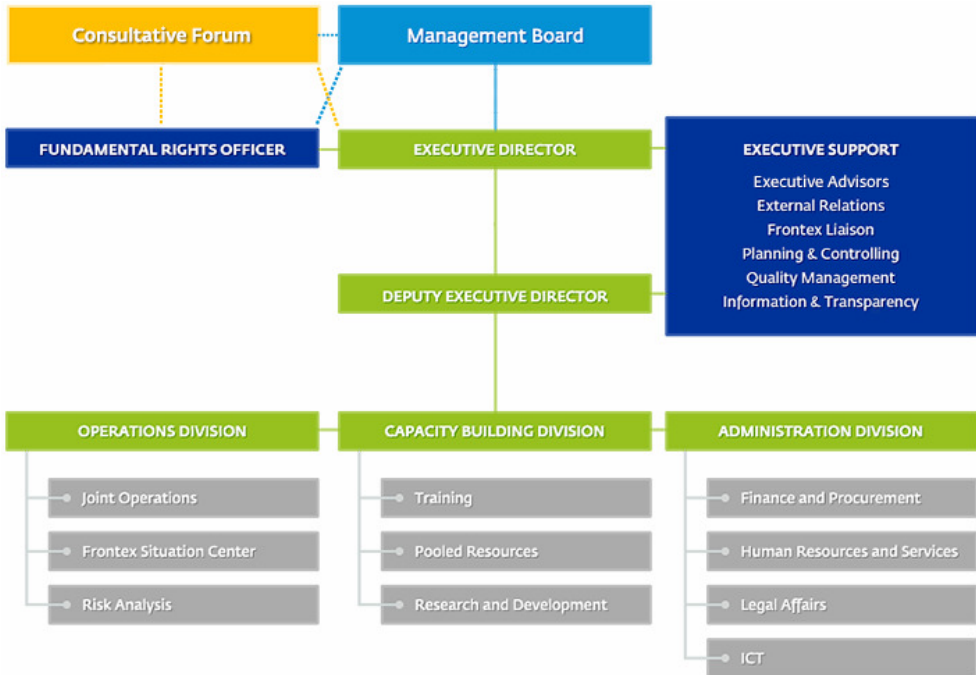 Consultative Forum
Management Board
FUNDAMENTAL RIGHTS OFFICER
EXECUTIVE DIRECTOR
EXECUTIVE SUPPORT
Executive Advisors
External Relations
Frontex Liaison
Planning & Controlling
Quality Management
Information & Transparency
DEPUTY EXECUTIVE DIRECTOR
OPERATIONS DIVISION
Joint Operations
Frontex Situation Center
Risk Analysis
CAPACITY BUILDING DIVISION
Training
Pooled Resources
Research and Development
ADMINISTRATION DIVISION
Finance and Procurement
Human Resources and Services
Legal Affairs
ICT